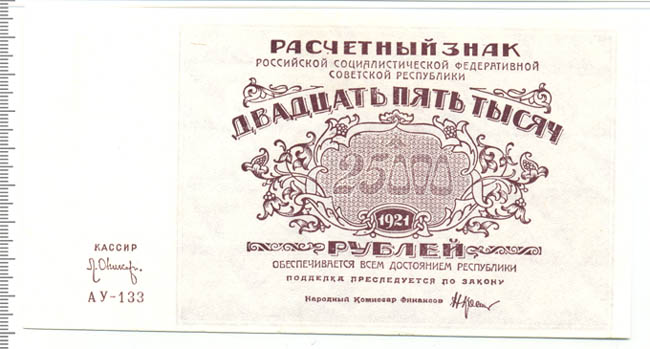 РАСЧЕТНЫЙ ЗНАК
РОССИЙСКОЙ СОЦИАЛИСТИЧЕСКОЙ ФЕДЕРАТИВНОЙ
СОВЕТСКОЙ РЕСПУБЛИКИ
ДВАДЦАТЬ ПЯТЬ ТЫСЯЧ
25000
1921
РУБЛЕЙ
ОБЕСПЕЧИВАЕТСЯ ВСЕМ ДОСТОЯНИЕМ РЕСПУБЛИКИ
ПОДДЕЛКА ПРЕСЛЕДУЕТСЯ ПО ЗАКОНУ
Народный Комиссар Финансов
КАССИР
АУ-133